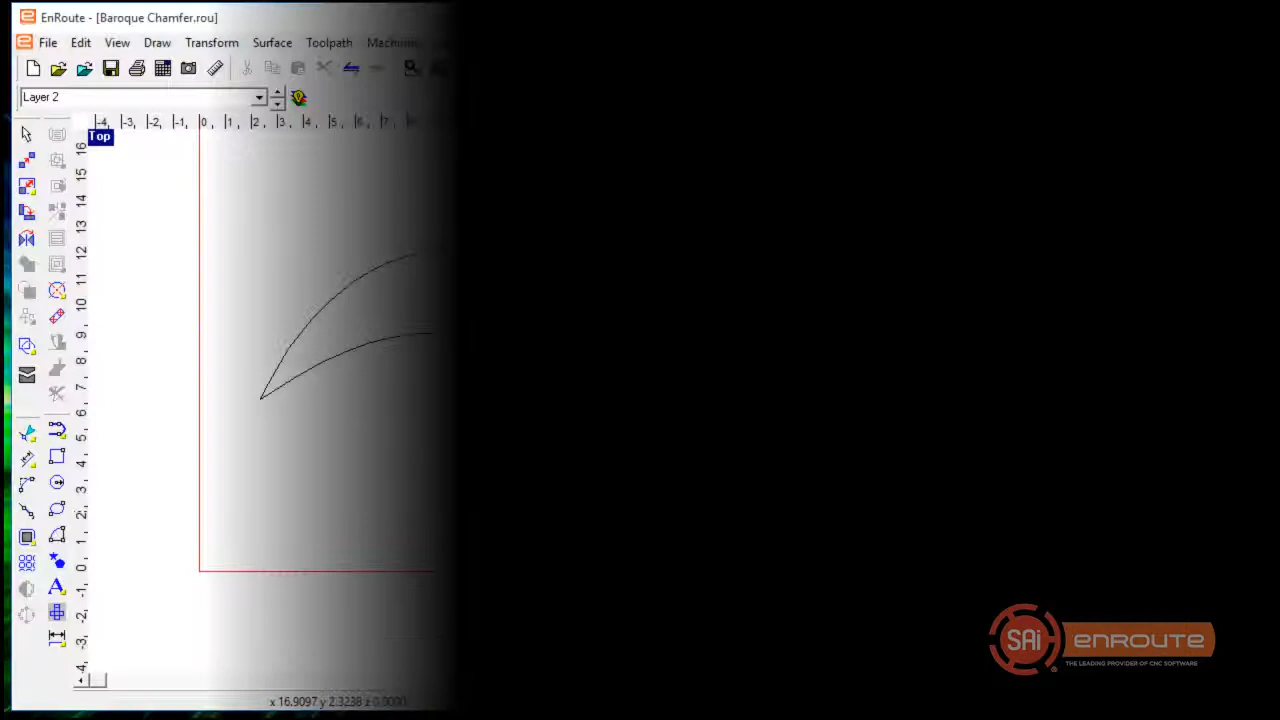 EnRoute - [Baroque Chamfer.rou]
File Edit View Draw Transform Surface Toolpath
Layer 2
-4 -3 -2 -1 0 1 2 3 4 5 6 7
Top
16
15
14
13
12
11
10
9
8
7
6
5
4
3
2
1
0
-1
-2
-3
-4
x 16.9097 y 2.3238 z 0.0000
SAi ENROUTE
THE LEADING PROVIDER OF CNC SOFTWARE